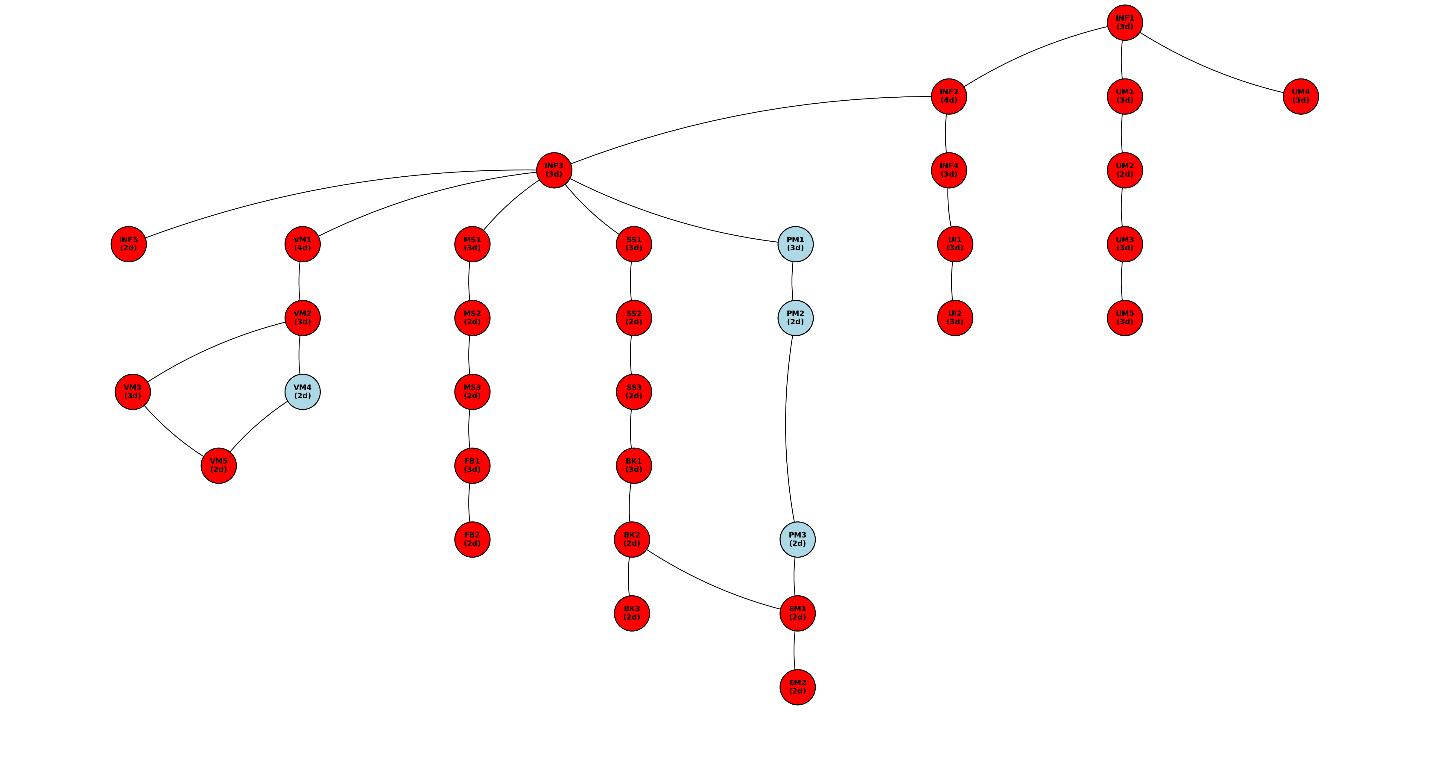 INF1
(3d)
INF2
(4d)
UM1
(3d)
UM4
(3d)
INF3
(3d)
INF4
(3d)
UM2
(2d)
INF5
(2d)
VM1
(4d)
MS1
(3d)
SS1
(3d)
PM1
(3d)
UI1
(3d)
UM3
(3d)
VM2
(3d)
MS2
(2d)
SS2
(2d)
PM2
(2d)
UI2
(3d)
UM5
(3d)
VM3
(3d)
VM4
(2d)
MS3
(2d)
SS3
(2d)
VM5
(2d)
FB1
(3d)
BK1
(3d)
FB2
(2d)
BK2
(2d)
PM3
(2d)
BK3
(2d)
EM1
(2d)
EM2
(2d)